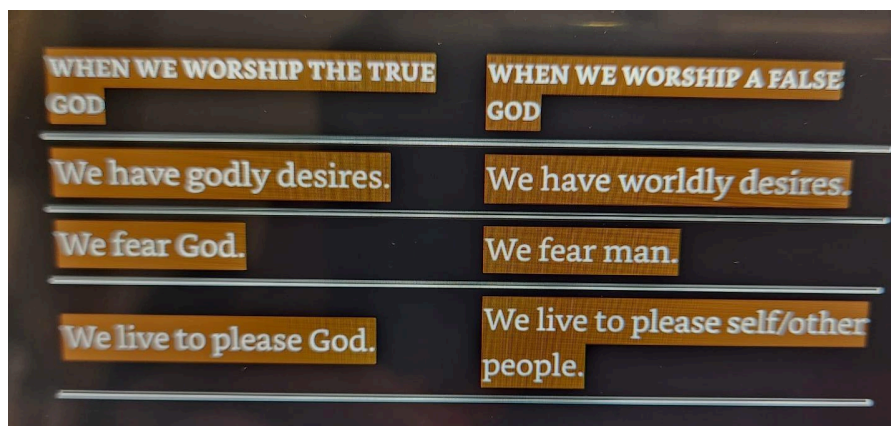 WHEN WE WORSHIP THE TRUE
GOD
WHEN WE WORSHIP A FALSE
GOD
We have godly desires.
We have worldly desires.
We fear God.
We fear man.
We live to please God.
We live to please self/other
people.